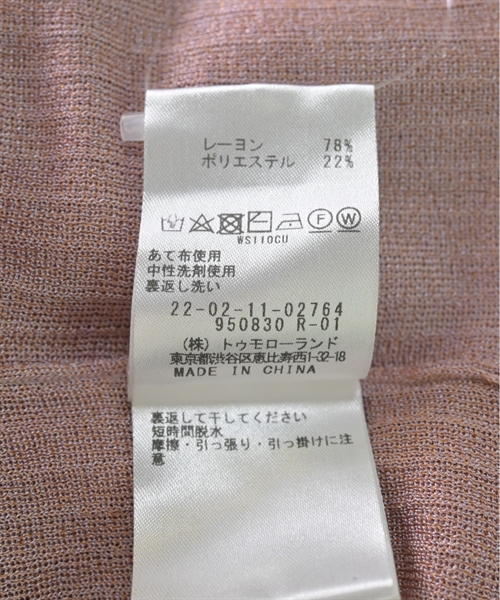 レーヨン 78%
ポリエステル 22%
F W
WS110CU
あて布使用
中性洗剤使用
裏返し洗い
22-02-11-02764
950830 R-01
(株)トゥモローランド
東京都渋谷区恵比寿西1-32-18
MADE IN CHINA
裏返して干してください
短時間脱水
摩擦・引っ張り・引っ掛けに注
意